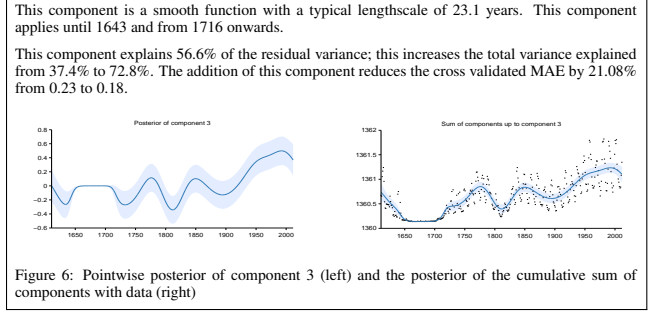 This component is a smooth function with a typical lengthscale of 23.1 years. This component
applies until 1643 and from 1716 onwards.
This component explains 56.6% of the residual variance; this increases the total variance explained
from 37.4% to 72.8%. The addition of this component reduces the cross validated MAE by 21.08%
from 0.23 to 0.18.
Posterior of component 3
0.8
0.6
0.4
0.2
0
−0.2
−0.4
−0.6
1650 1700 1750 1800 1850 1900 1950 2000
Sum of components up to component 3
1362
1361.5
1361
1360.5
1360
1650 1700 1750 1800 1850 1900 1950 2000
Figure 6: Pointwise posterior of component 3 (left) and the posterior of the cumulative sum of
components with data (right)